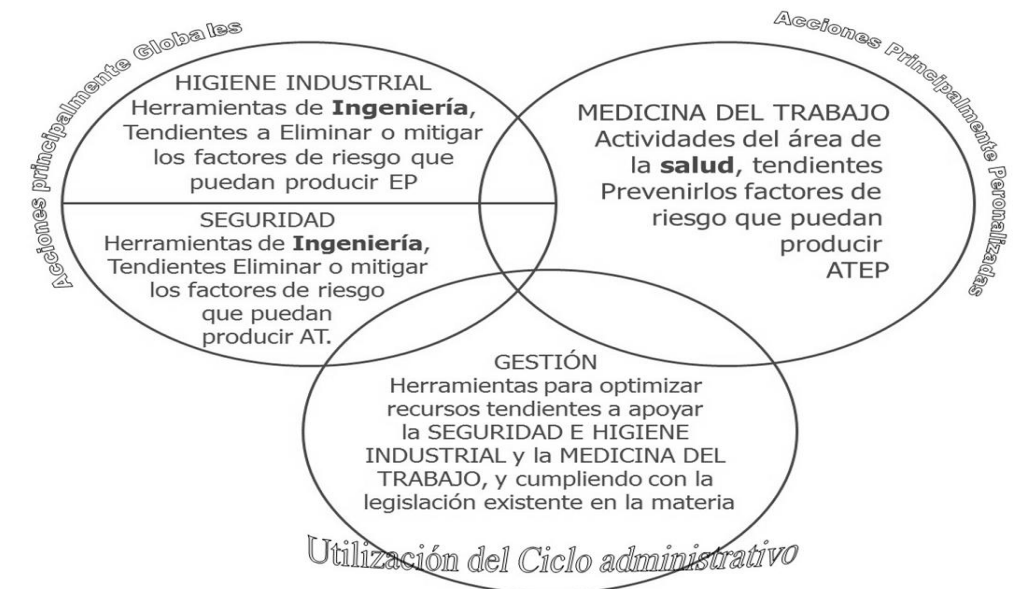 Acciones principalmente Globales
HIGIENE INDUSTRIAL
Herramientas de Ingeniería,
Tendientes a Eliminar o mitigar
los factores de riesgo que
puedan producir EP
SEGURIDAD
Herramientas de Ingeniería,
Tendientes Eliminar o mitigar
los factores de riesgo
que puedan
producir AT.
Acciones Principalmente Peronalizadas
MEDICINA DEL TRABAJO
Actividades del área de
la salud, tendientes
Prevenirlos factores de
riesgo que puedan
producir
ATEP
GESTIÓN
Herramientas para optimizar
recursos tendientes a apoyar
la SEGURIDAD E HIGIENE
INDUSTRIAL y la MEDICINA DEL
TRABAJO, y cumpliendo con la
legislación existente en la materia
Utilización del Ciclo administrativo